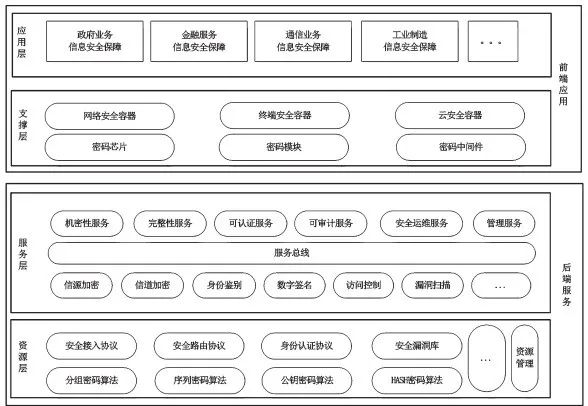 应用层
政府业务
信息安全保障
金融服务
信息安全保障
通信业务
信息安全保障
工业制造
信息安全保障
。。。
前端应用
支撑层
网络安全容器
终端安全容器
云安全容器
密码芯片
密码模块
密码中间件
服务层
机密性服务
完整性服务
可认证服务
可审计服务
安全运维服务
管理服务
服务总线
信源加密
信道加密
身份鉴别
数字签名
访问控制
漏洞扫描
...
后端服务
资源层
安全接入协议
安全路由协议
身份认证协议
安全漏洞库
...
资源
管理
分组密码算法
序列密码算法
公钥密码算法
HASH密码算法